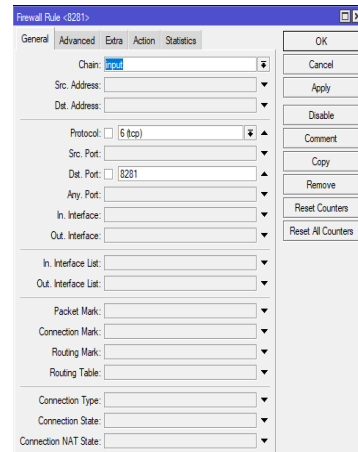 Firewall Rule <8281>
General Advanced Extra Action Statistics
OK
Chain: input
Cancel
Src. Address:
Apply
Dst. Address:
Disable
Protocol: 6 (tcp)
Comment
Src. Port:
Copy
Dst. Port: 8281
Remove
Any. Port:
In. Interface:
Reset Counters
Out. Interface:
Reset All Counters
In. Interface List:
Out. Interface List:
Packet Mark:
Connection Mark:
Routing Mark:
Routing Table:
Connection Type:
Connection State:
Connection NAT State: